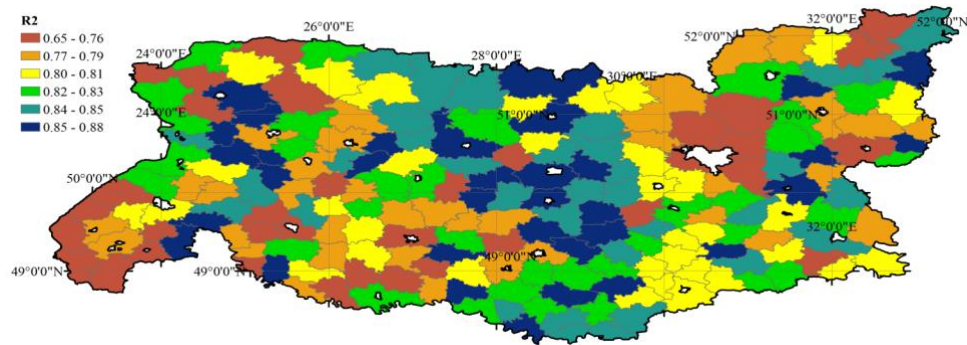 R2
0.65 - 0.76
0.77 - 0.79
0.80 - 0.81
0.82 - 0.83
0.84 - 0.85
0.85 - 0.88
26°0'0"E
32°0'0"E
52°0'0"N
52°0'0"N
24°0'0"E
28°0'0"E
30°0'0"E
24°0'0"E
51°0'0"N
51°0'0"N
50°0'0"N
32°0'0"E
49°0'0"N
49°0'0"N
49°0'0"N